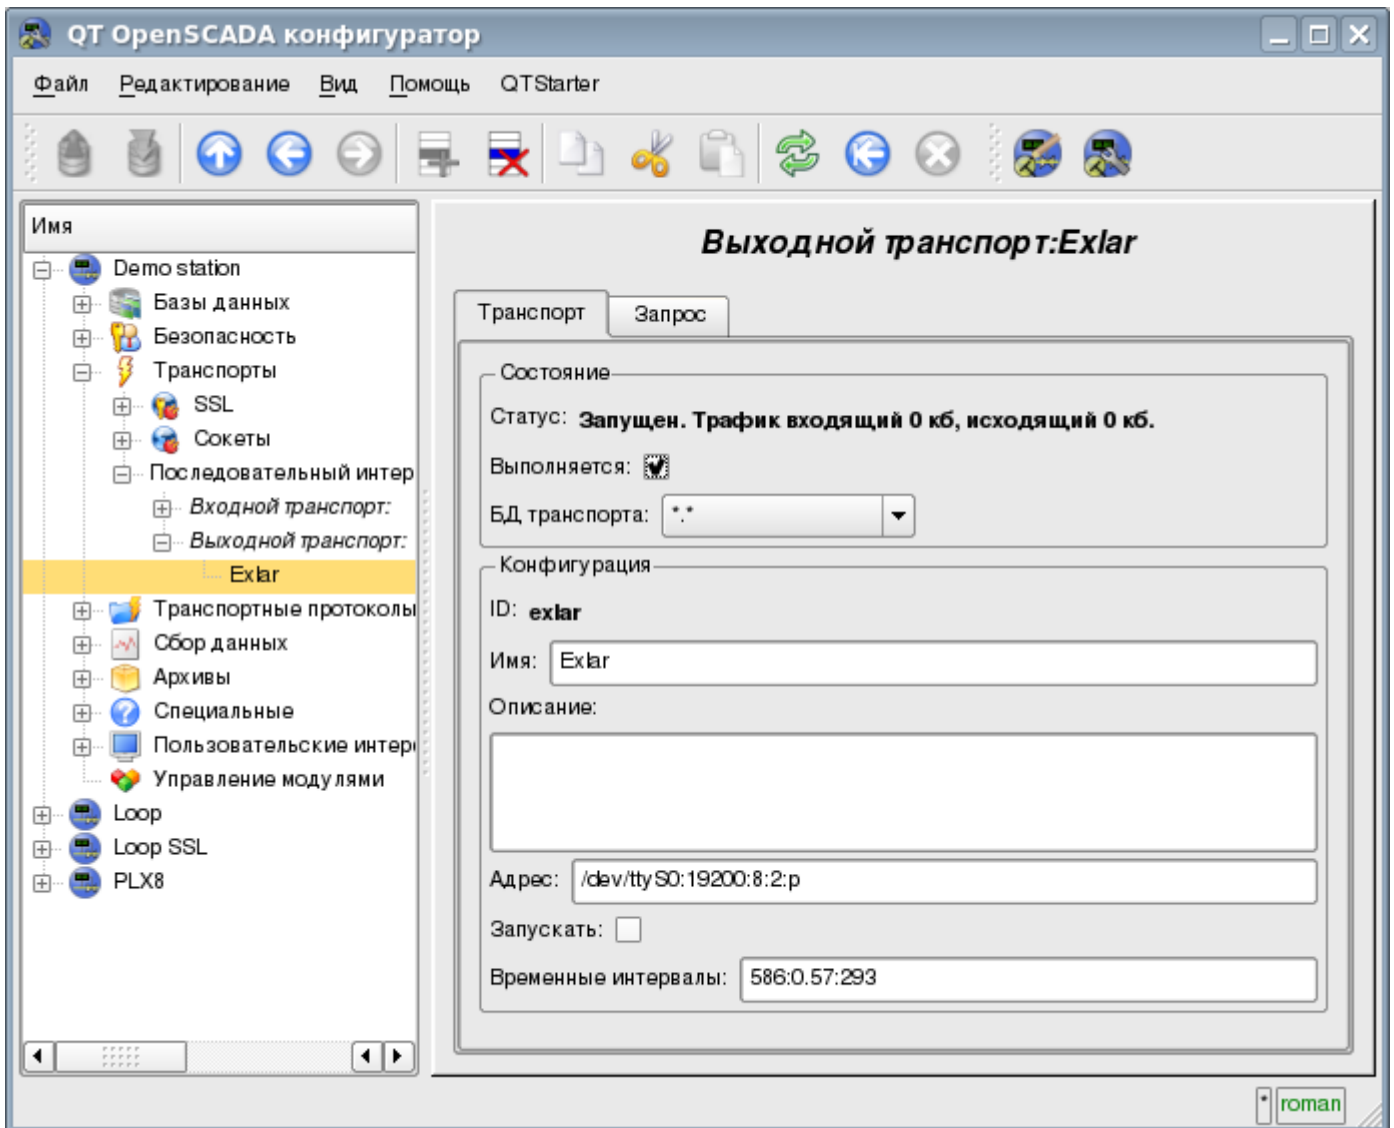 QT OpenSCADA конфигуратор
Файл Редактирование Вид Помощь QTStarter
Имя
Demo station
Базы данных
Безопасность
Транспорты
SSL
Сокеты
Последовательный интер
Входной транспорт:
Выходной транспорт:
Exlar
Транспортные протоколы
Сбор данных
Архивы
Специальные
Пользовательские интер
Управление модулями
Loop
Loop SSL
PLX8
Выходной транспорт:Exlar
Транспорт Запрос
Состояние
Статус: Запущен. Трафик входящий 0 кб, исходящий 0 кб.
Выполняется:
БД транспорта: *.*
Конфигурация
ID: exlar
Имя: Exlar
Описание:
Адрес: /dev/ttyS0:19200:8:2:p
Запускать:
Временные интервалы: 586:0.57:293
* roman